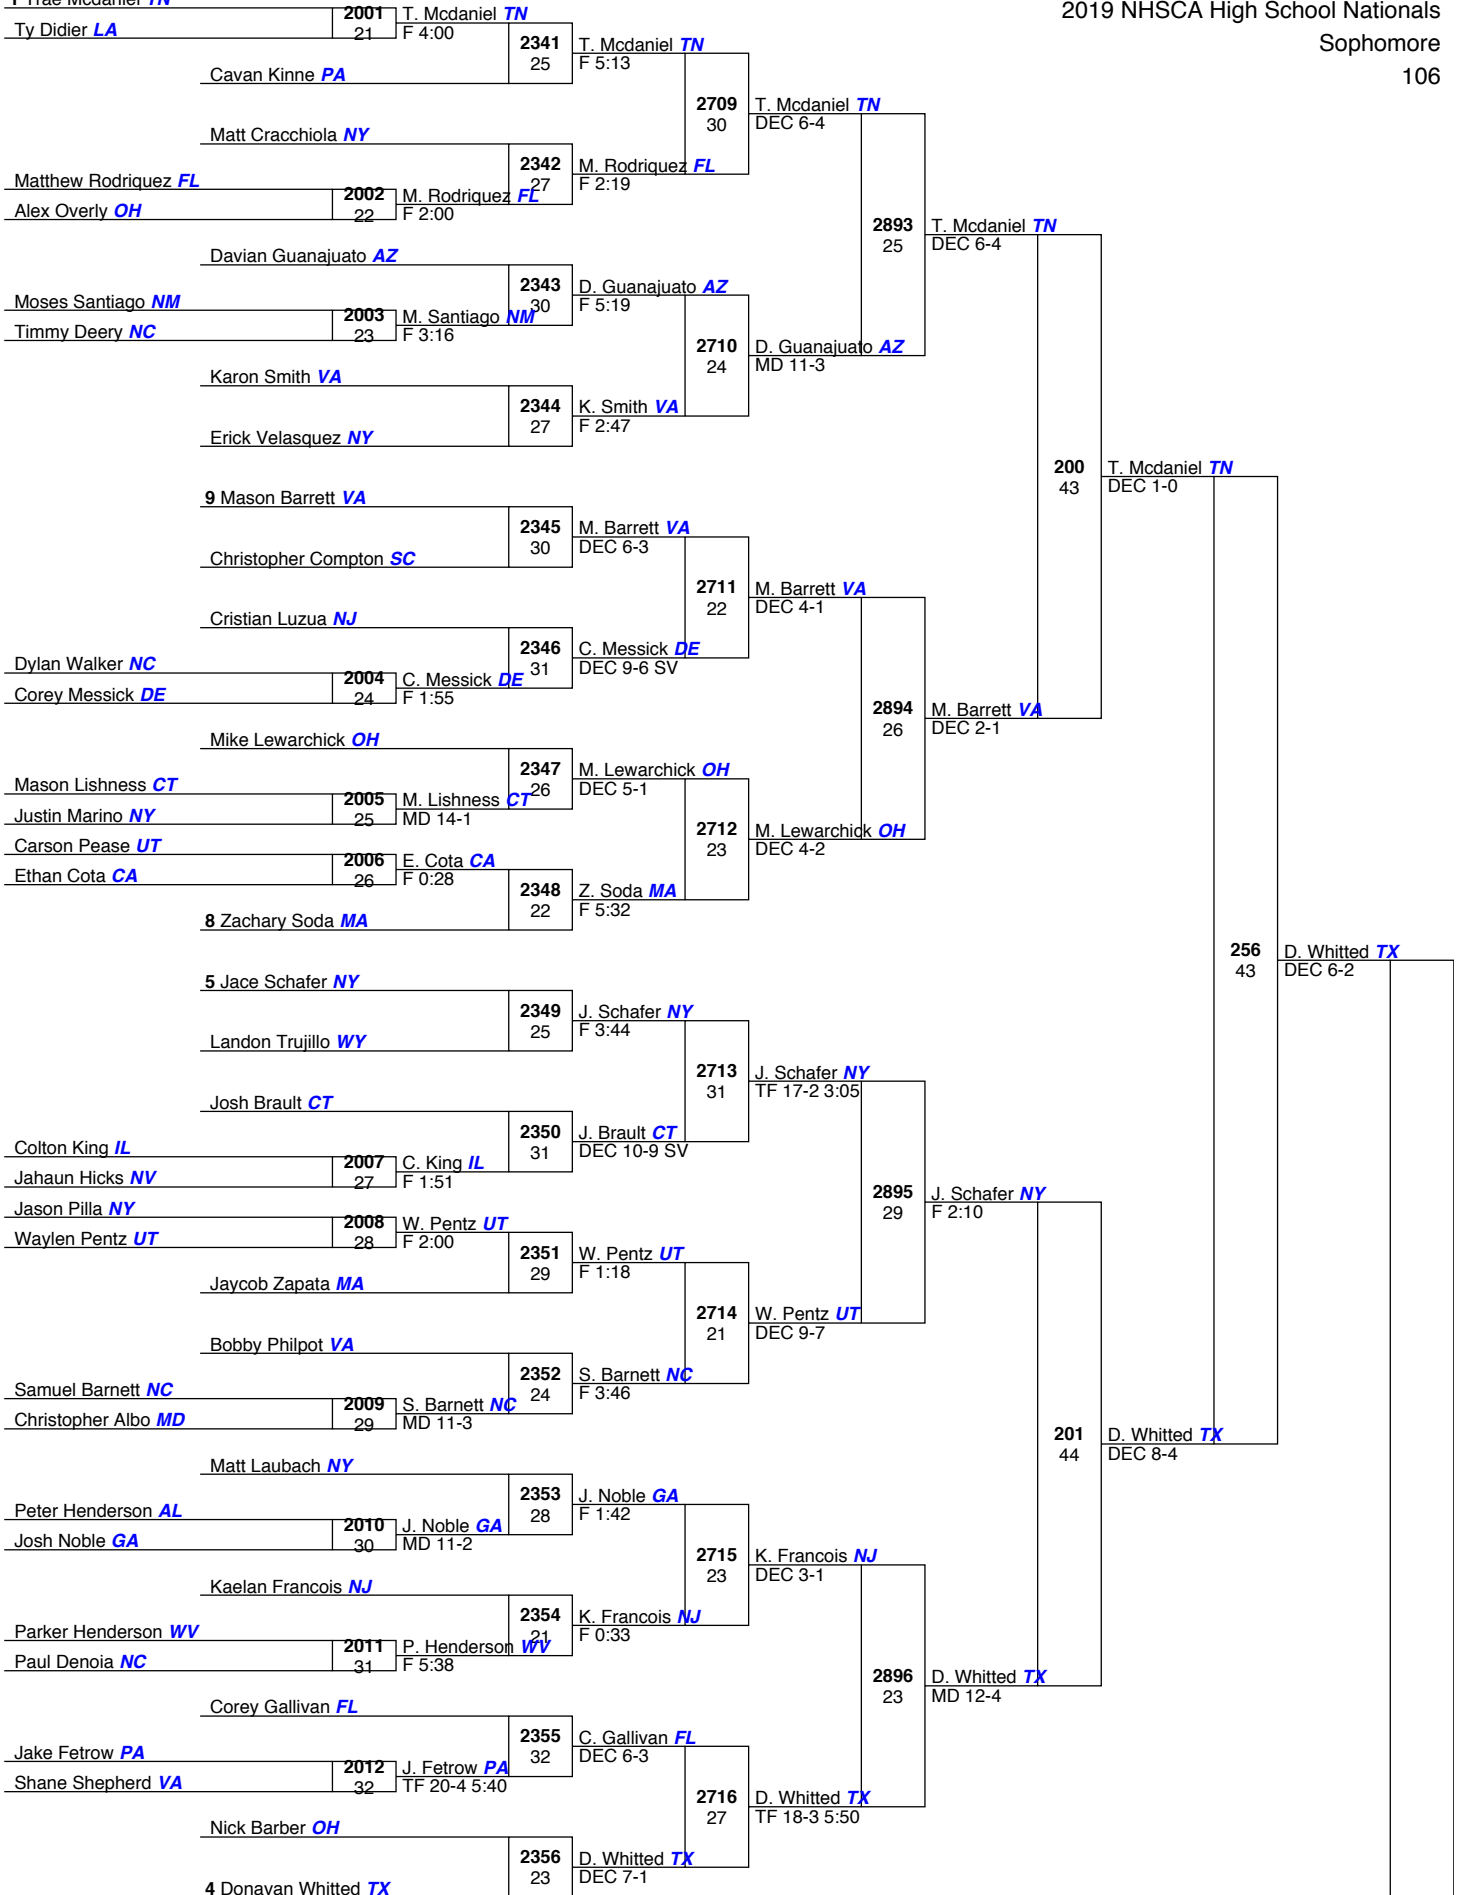 1 Trae Mcdaniel TN
2019 NHSCA High School Nationals
Sophomore
106
Ty Didier LA
2001
21
T. Mcdaniel TN
F 4:00
Cavan Kinne PA
2341
25
T. Mcdaniel TN
F 5:13
Matt Cracchiola NY
Matthew Rodriquez FL
Alex Overly OH
2002
22
M. Rodriquez FL
F 2:00
2342
27
M. Rodriquez FL
F 2:19
2709
30
T. Mcdaniel TN
DEC 6-4
Davian Guanajuato AZ
Moses Santiago NM
Timmy Deery NC
2003
23
M. Santiago NM
F 3:16
2343
30
D. Guanajuato AZ
F 5:19
Karon Smith VA
Erick Velasquez NY
2344
27
K. Smith VA
F 2:47
2710
24
D. Guanajuato AZ
MD 11-3
2893
25
T. Mcdaniel TN
DEC 6-4
9 Mason Barrett VA
Christopher Compton SC
2345
30
M. Barrett VA
DEC 6-3
Cristian Luzua NJ
Dylan Walker NC
Corey Messick DE
2004
24
C. Messick DE
F 1:55
2346
31
C. Messick DE
DEC 9-6 SV
2711
22
M. Barrett VA
DEC 4-1
Mike Lewarchick OH
Mason Lishness CT
Justin Marino NY
2005
25
M. Lishness CT
MD 14-1
2347
26
M. Lewarchick OH
DEC 5-1
Carson Pease UT
Ethan Cota CA
2006
26
E. Cota CA
F 0:28
8 Zachary Soda MA
2348
22
Z. Soda MA
F 5:32
2712
23
M. Lewarchick OH
DEC 4-2
2894
26
M. Barrett VA
DEC 2-1
200
43
T. Mcdaniel TN
DEC 1-0
5 Jace Schafer NY
Landon Trujillo WY
2349
25
J. Schafer NY
F 3:44
Josh Brault CT
Colton King IL
Jahaun Hicks NV
2007
27
C. King IL
F 1:51
2350
31
J. Brault CT
DEC 10-9 SV
2713
31
J. Schafer NY
TF 17-2 3:05
Jason Pilla NY
Waylen Pentz UT
2008
28
W. Pentz UT
F 2:00
Jaycob Zapata MA
2351
29
W. Pentz UT
F 1:18
Bobby Philpot VA
Samuel Barnett NC
Christopher Albo MD
2009
29
S. Barnett NC
MD 11-3
2352
24
S. Barnett NC
F 3:46
2714
21
W. Pentz UT
DEC 9-7
2895
29
J. Schafer NY
F 2:10
Matt Laubach NY
Peter Henderson AL
Josh Noble GA
2010
30
J. Noble GA
MD 11-2
2353
28
J. Noble GA
F 1:42
Kaelan Francois NJ
Parker Henderson WV
Paul Denoia NC
2011
31
P. Henderson WV
F 5:38
2354
21
K. Francois NJ
F 0:33
2715
23
K. Francois NJ
DEC 3-1
Corey Gallivan FL
Jake Fetrow PA
Shane Shepherd VA
2012
32
J. Fetrow PA
TF 20-4 5:40
2355
32
C. Gallivan FL
DEC 6-3
Nick Barber OH
4 Donavan Whitted TX
2356
23
D. Whitted TX
DEC 7-1
2716
27
D. Whitted TX
TF 18-3 5:50
2896
23
D. Whitted TX
MD 12-4
201
44
D. Whitted TX
DEC 8-4
256
43
D. Whitted TX
DEC 6-2